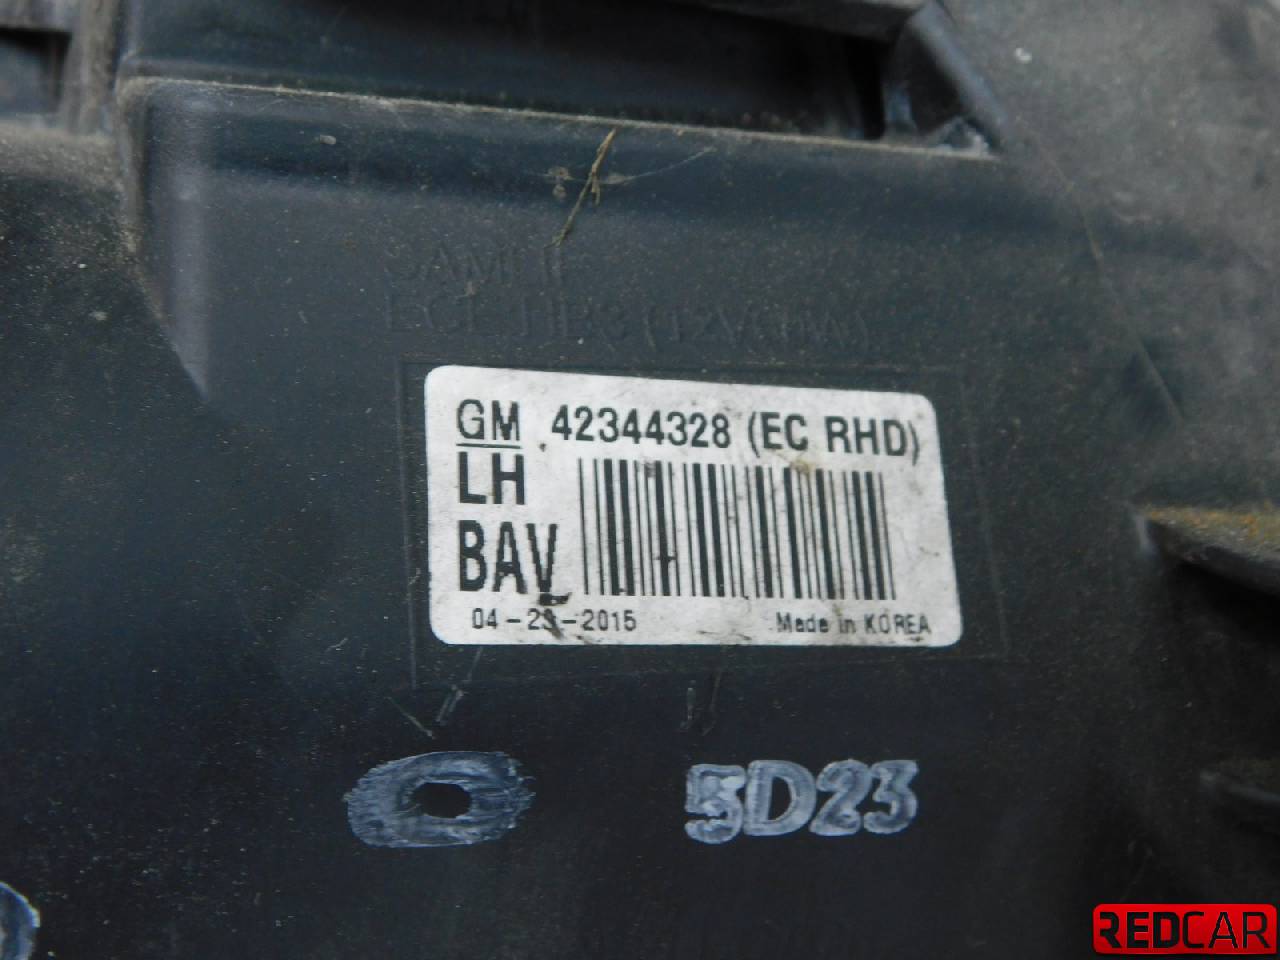 GM 42344328 (EC RHD)
LH
BAV
04-23-2015 Made in KOREA
5D23
REDCAR